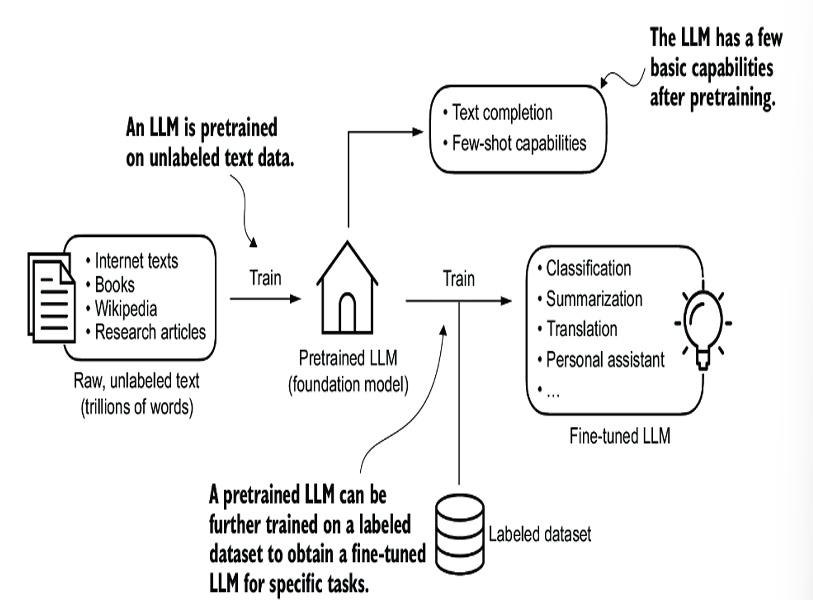 The LLM has a few
basic capabilities
after pretraining.
• Text completion
• Few-shot capabilities
An LLM is pretrained
on unlabeled text data.
• Internet texts
• Books
• Wikipedia
• Research articles
Raw, unlabeled text
(trillions of words)
Train
Pretrained LLM
(foundation model)
Train
• Classification
• Summarization
• Translation
• Personal assistant
• ...
Fine-tuned LLM
A pretrained LLM can be
further trained on a labeled
dataset to obtain a fine-tuned
LLM for specific tasks.
Labeled dataset